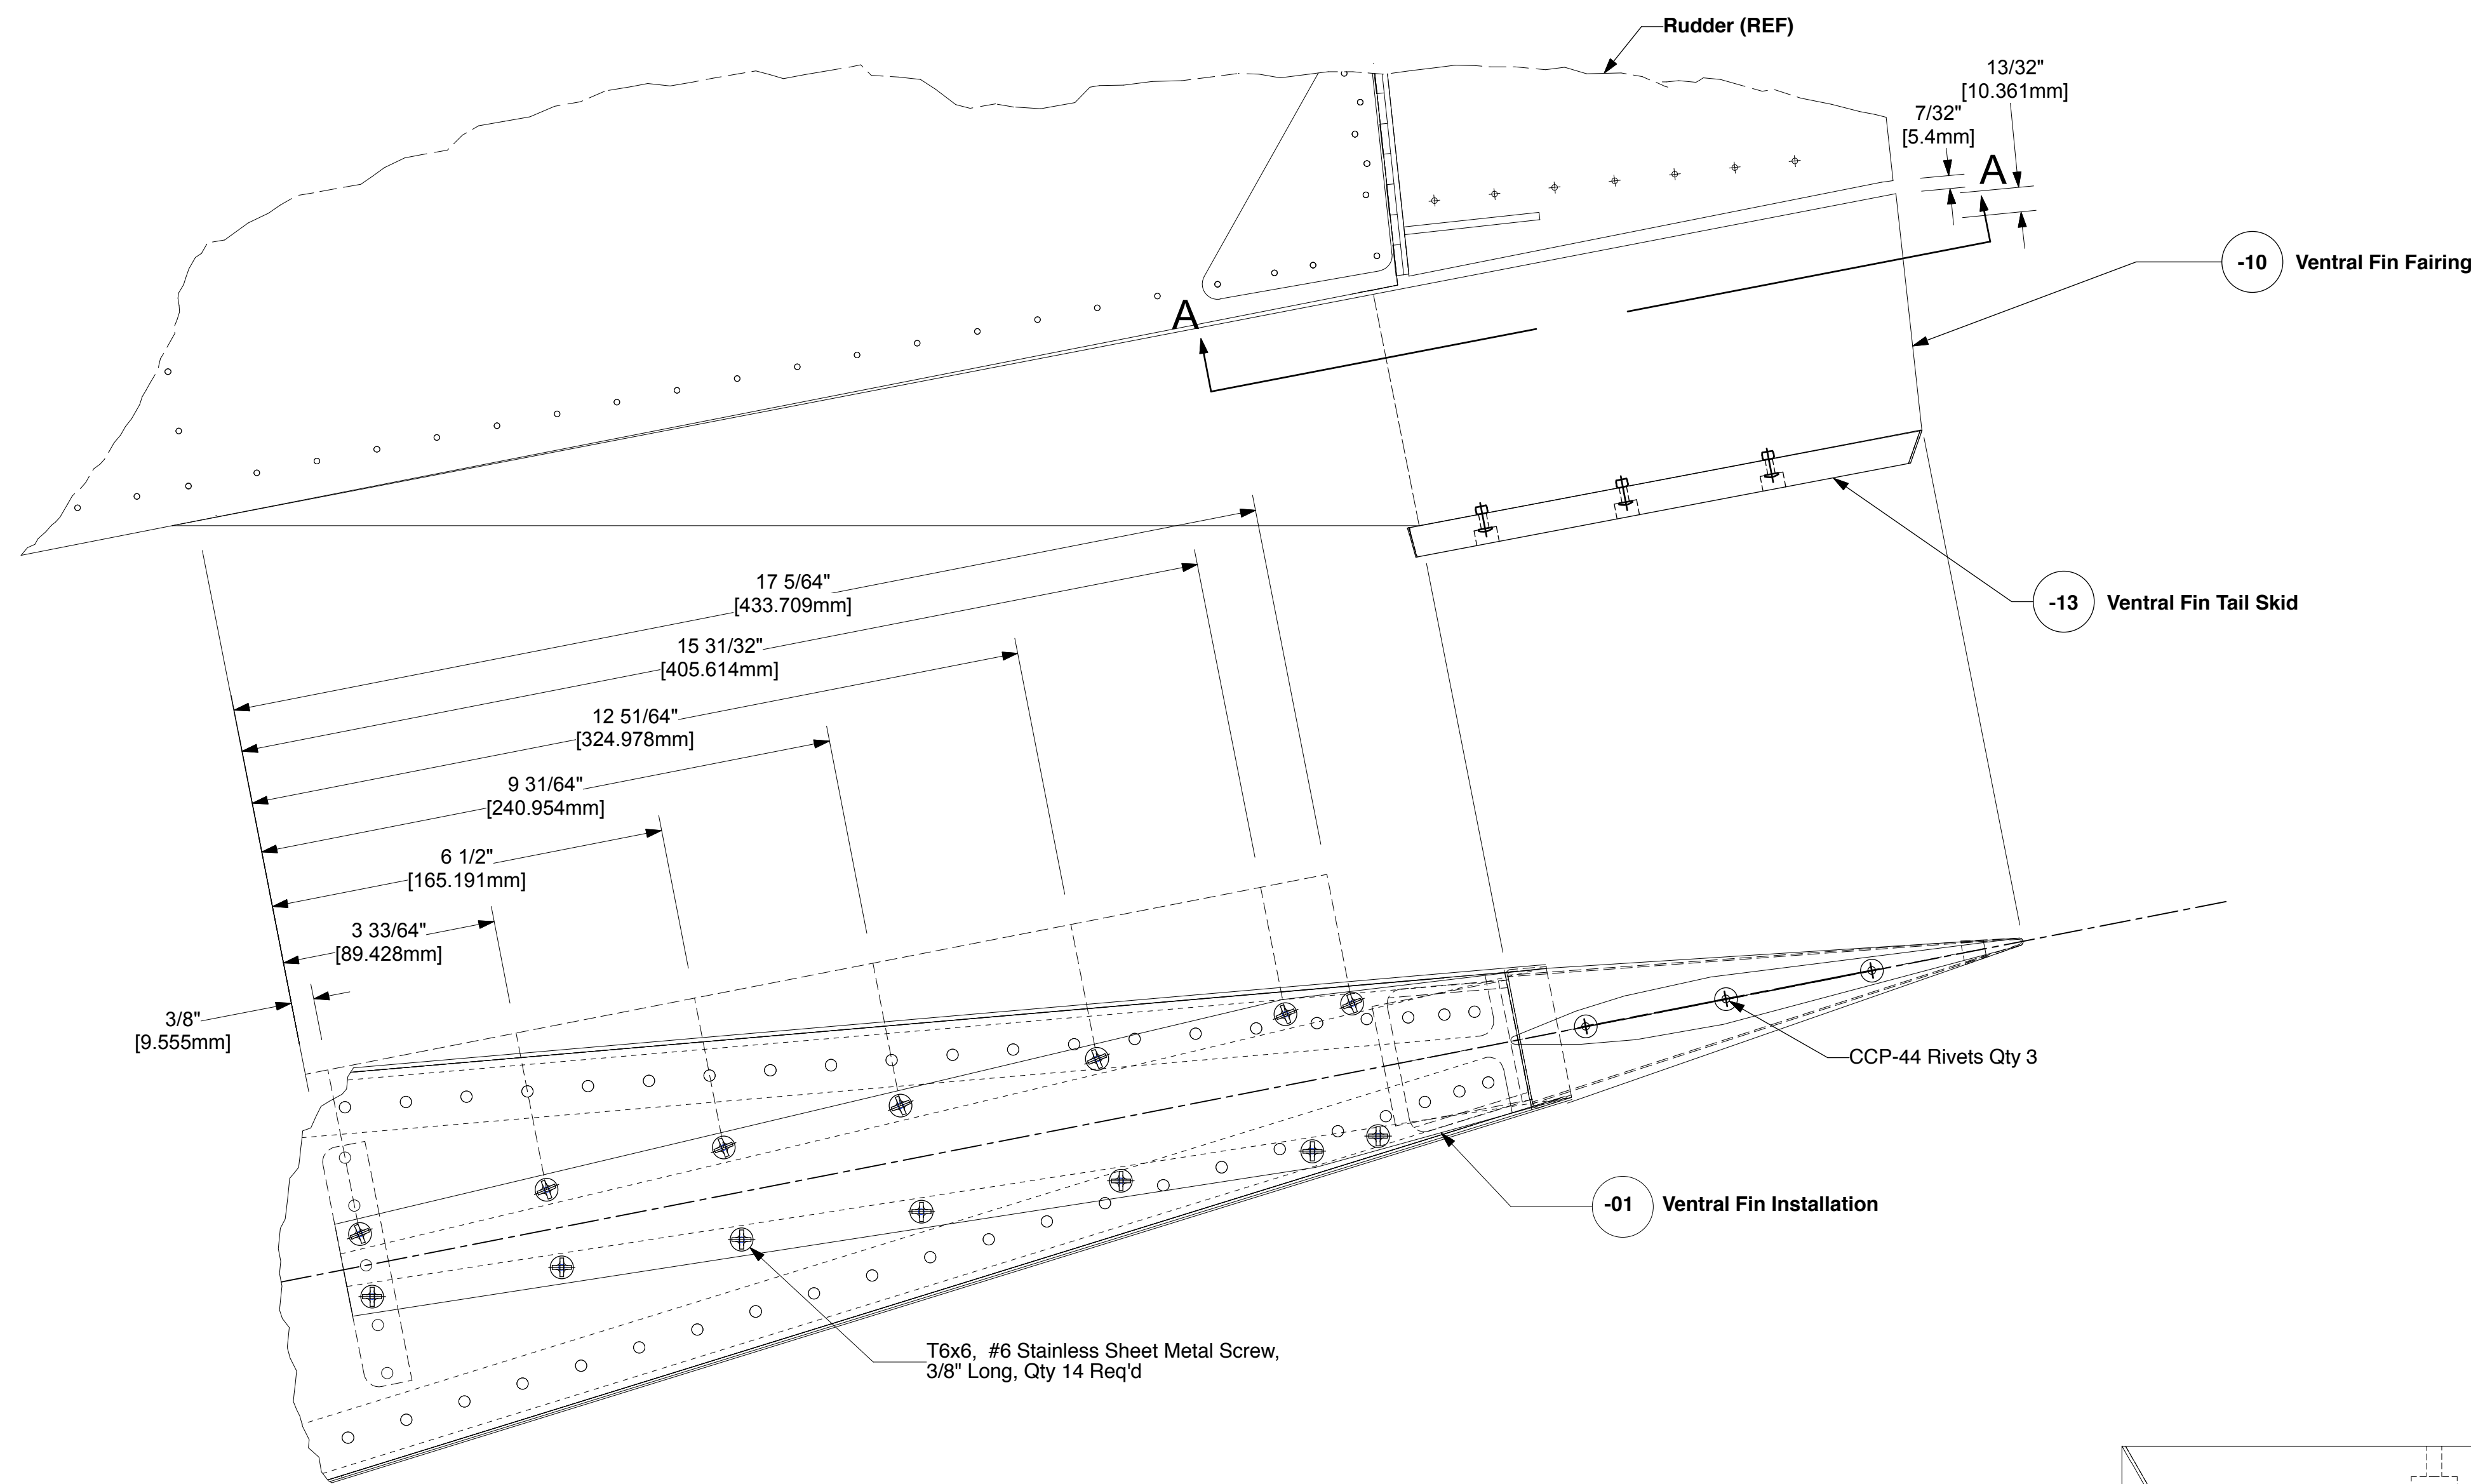 Rudder (REF)
13/32"
[10.361mm]
7/32"
[5.4mm]
A
A
-10 Ventral Fin Fairing
-13 Ventral Fin Tail Skid
17 5/64"
[433.709mm]
15 31/32"
[405.614mm]
12 51/64"
[324.978mm]
9 31/64"
[240.954mm]
6 1/2"
[165.191mm]
3 33/64"
[89.428mm]
3/8"
[9.555mm]
CCP-44 Rivets Qty 3
-01 Ventral Fin Installation
T6x6, #6 Stainless Sheet Metal Screw,
3/8" Long, Qty 14 Req'd